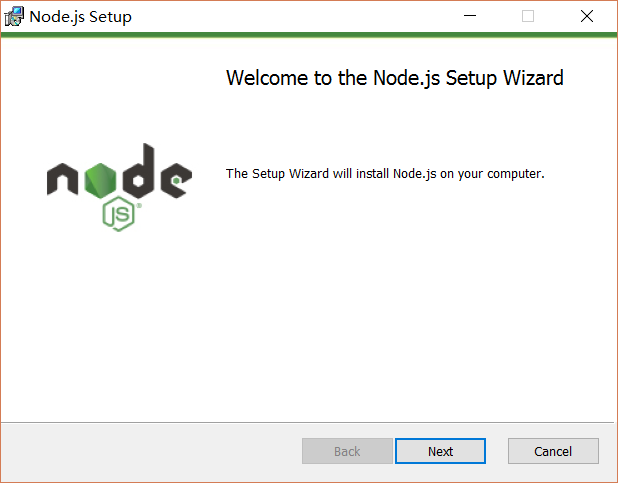 Node.js Setup
Welcome to the Node.js Setup Wizard
node
JS
The Setup Wizard will install Node.js on your computer.
Back
Next
Cancel